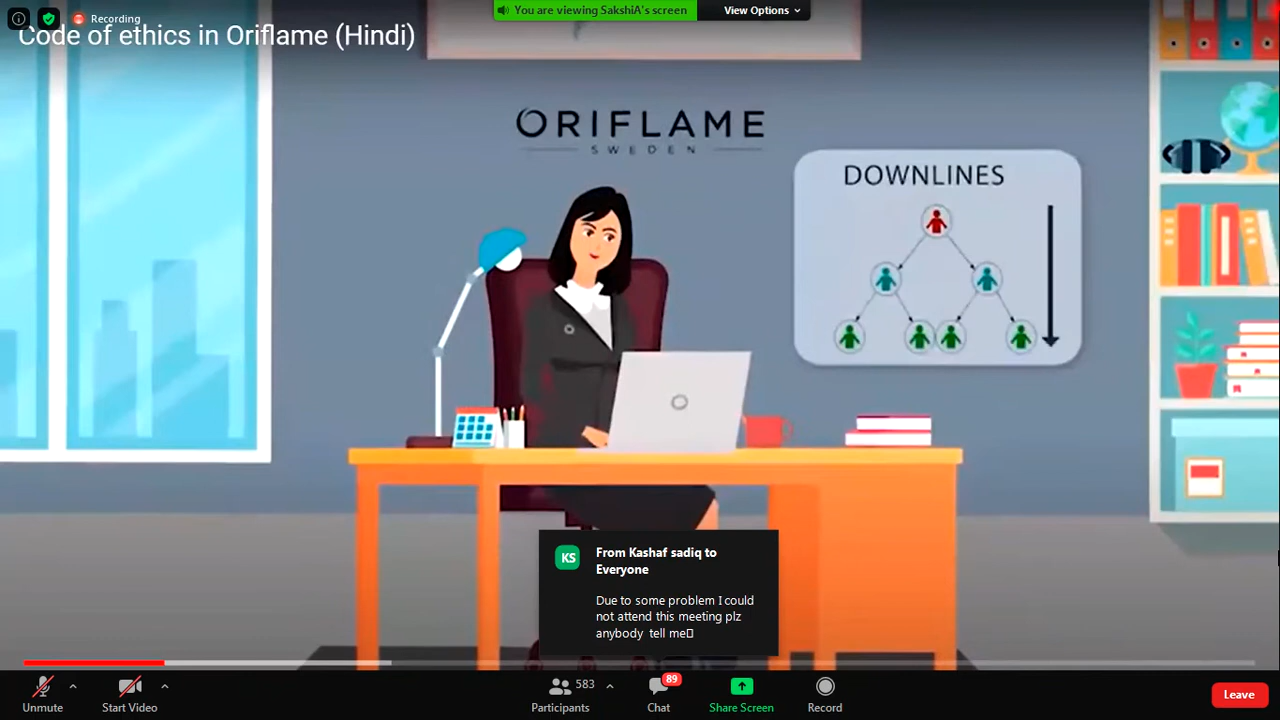 Recording
You are viewing SakshiA's screen
View Options
Code of ethics in Oriflame (Hindi)
ORIFLAME
SWEDEN
DOWNLINES
KS
From Kashaf sadiq to
Everyone
Due to some problem I could
not attend this meeting plz
anybody tell me
Unmute
Start Video
583
Participants
89
Chat
Share Screen
Record
Leave